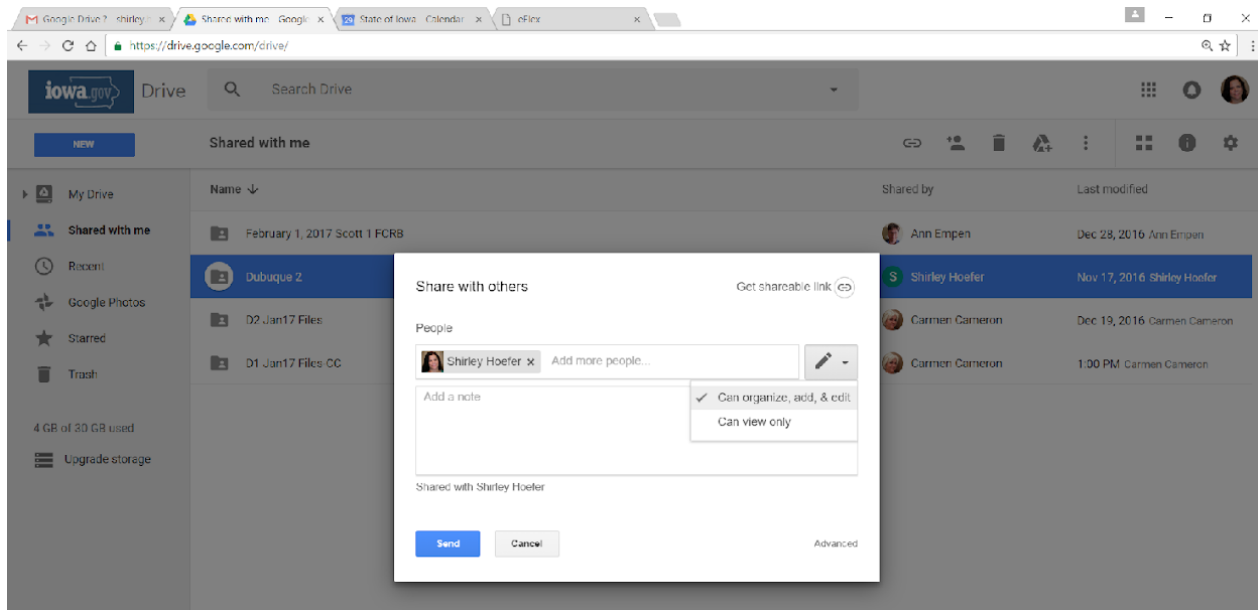 Google Drive ? - shirley.
Shared with me - Google
29 State of Iowa - Calendar
eFlex
https://drive.google.com/drive/
iowa.gov Drive Search Drive
NEW Shared with me
My Drive
Shared with me
Recent
Google Photos
Starred
Trash
4 GB of 30 GB used
Upgrade storage
Name Shared by Last modified
February 1, 2017 Scott 1 FCRB Ann Empen Dec 28, 2016 Ann Empen
Dubuque 2 S Shirley Hoefer Nov 17, 2016 Shirley Hoefer
D2 Jan17 Files Carmen Cameron Dec 19, 2016 Carmen Cameron
D1 Jan17 Files-CC Carmen Cameron 1:00 PM Carmen Cameron
Share with others Get shareable link
People
Shirley Hoefer x Add more people...
Can organize, add, & edit
Can view only
Add a note
Shared with Shirley Hoefer
Send Cancel Advanced